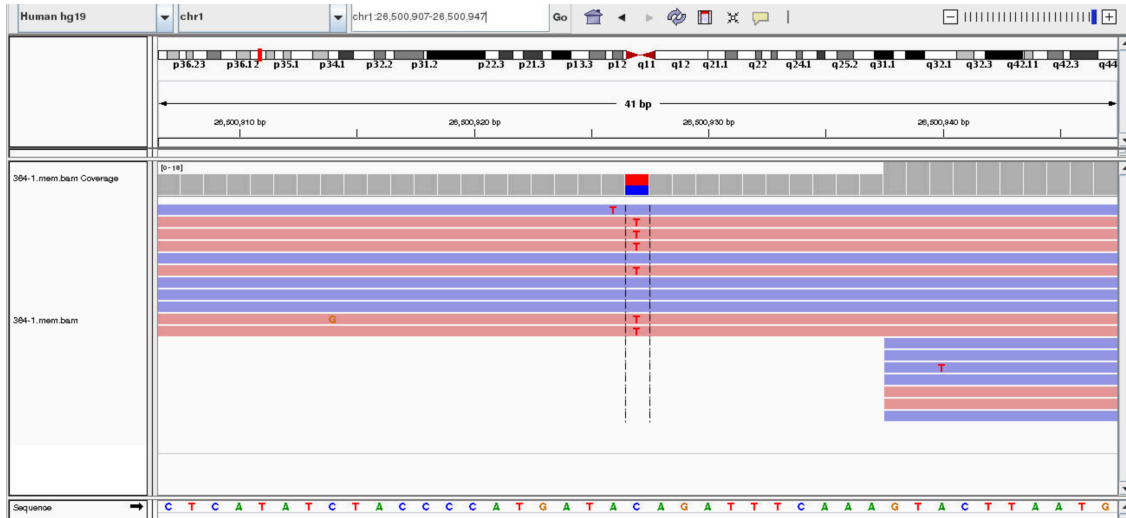 Human hg19 chr1 chr1:26,500,907-26,500,947 Go
p36.23 p36.12 p35.1 p34.1 p32.2 p31.2 p22.3 p21.3 p13.3 p12 q11 q12 q21.1 q22 q24.1 q25.2 q31.1 q32.1 q32.3 q42.11 q42.3 q44
41 bp
26,500,910 bp 26,500,920 bp 26,500,930 bp 26,500,940 bp
[0-18]
364-1.mem.bam Coverage
T
T
T
T
T
364-1.mem.bam G T
T
T
Sequence C T C A T A T C T A C C C C A T G A T A C A G A T T T C A A A G T A C T T A A T G